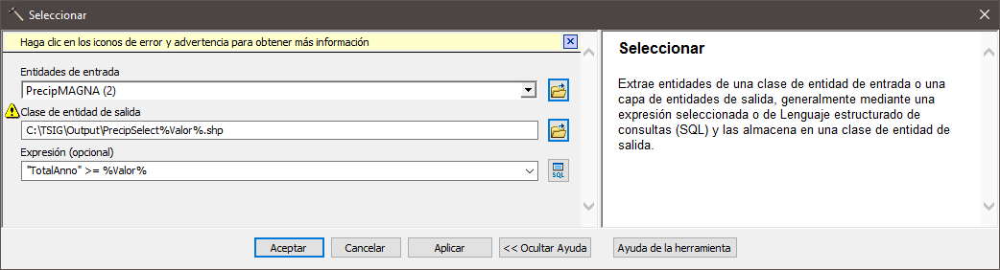 Seleccionar
Haga clic en los iconos de error y advertencia para obtener más información
Entidades de entrada
PrecipMAGNA (2)
Clase de entidad de salida
C:\TSIG\Output\PrecipSelect%Valor%.shp
Expresión (opcional)
"TotalAnno" >= %Valor%
SQL
Seleccionar
Extrae entidades de una clase de entidad de entrada o una
capa de entidades de salida, generalmente mediante una
expresión seleccionada o de Lenguaje estructurado de
consultas (SQL) y las almacena en una clase de entidad de
salida.
Aceptar
Cancelar
Aplicar
<< Ocultar Ayuda
Ayuda de la herramienta